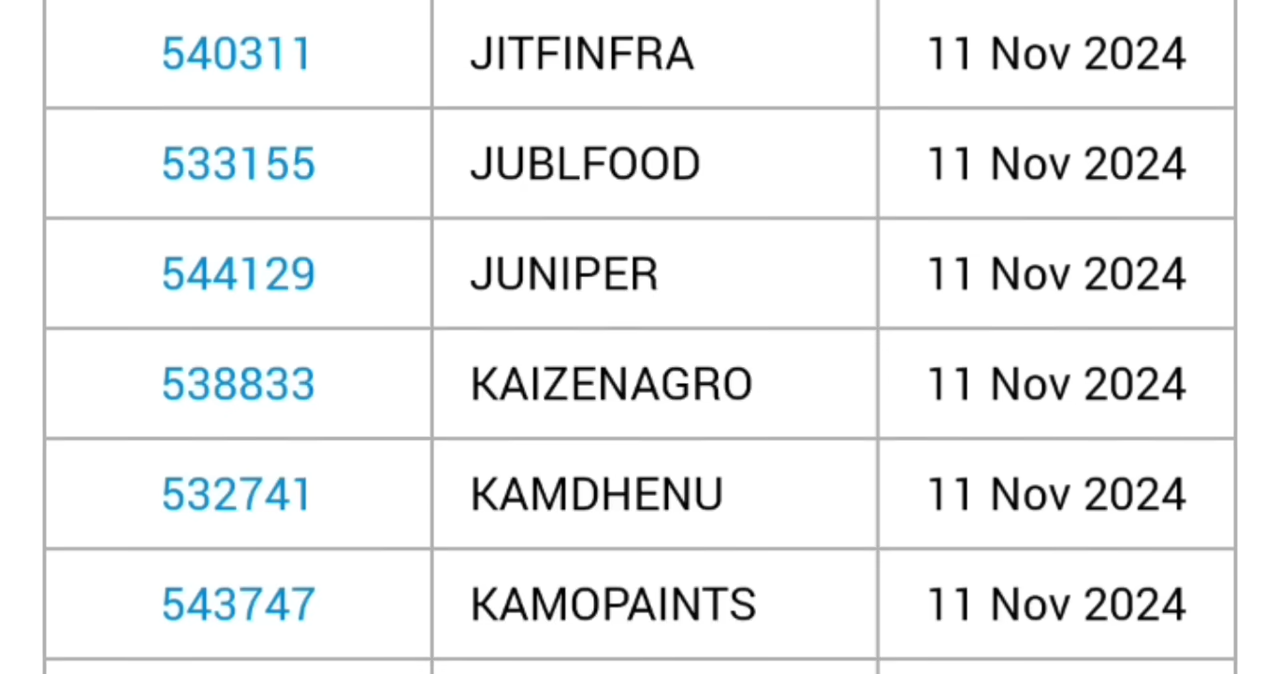 540311 JITFINFRA 11 Nov 2024
533155 JUBLFOOD 11 Nov 2024
544129 JUNIPER 11 Nov 2024
538833 KAIZENAGRO 11 Nov 2024
532741 KAMDHENU 11 Nov 2024
543747 KAMOPAINTS 11 Nov 2024